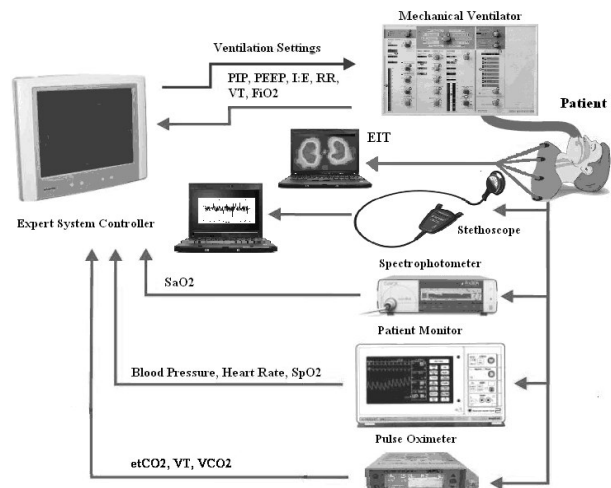 Mechanical Ventilator
Ventilation Settings
PIP, PEEP, I:E, RR,
VT, FiO2
Patient
EIT
Expert System Controller
Stethoscope
Spectrophotometer
SaO2
Patient Monitor
Blood Pressure, Heart Rate, SpO2
Pulse Oximeter
etCO2, VT, VCO2